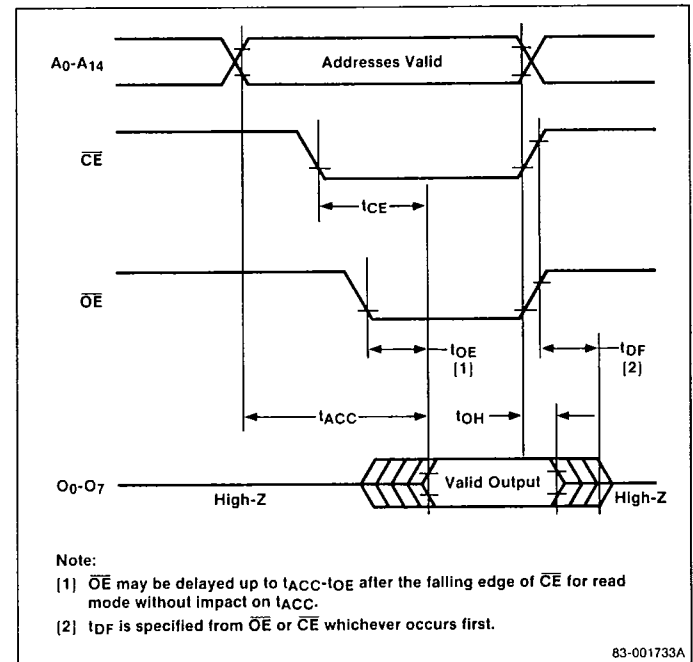 A0-A14
Addresses Valid
CE
tCE
OE
tOE
[1]
tDF
[2]
tACC
tOH
O0-O7
Valid Output
High-Z
High-Z
Note:
[1] OE may be delayed up to tACC-tOE after the falling edge of CE for read
mode without impact on tACC.
[2] tDF is specified from OE or CE whichever occurs first.
83-001733A